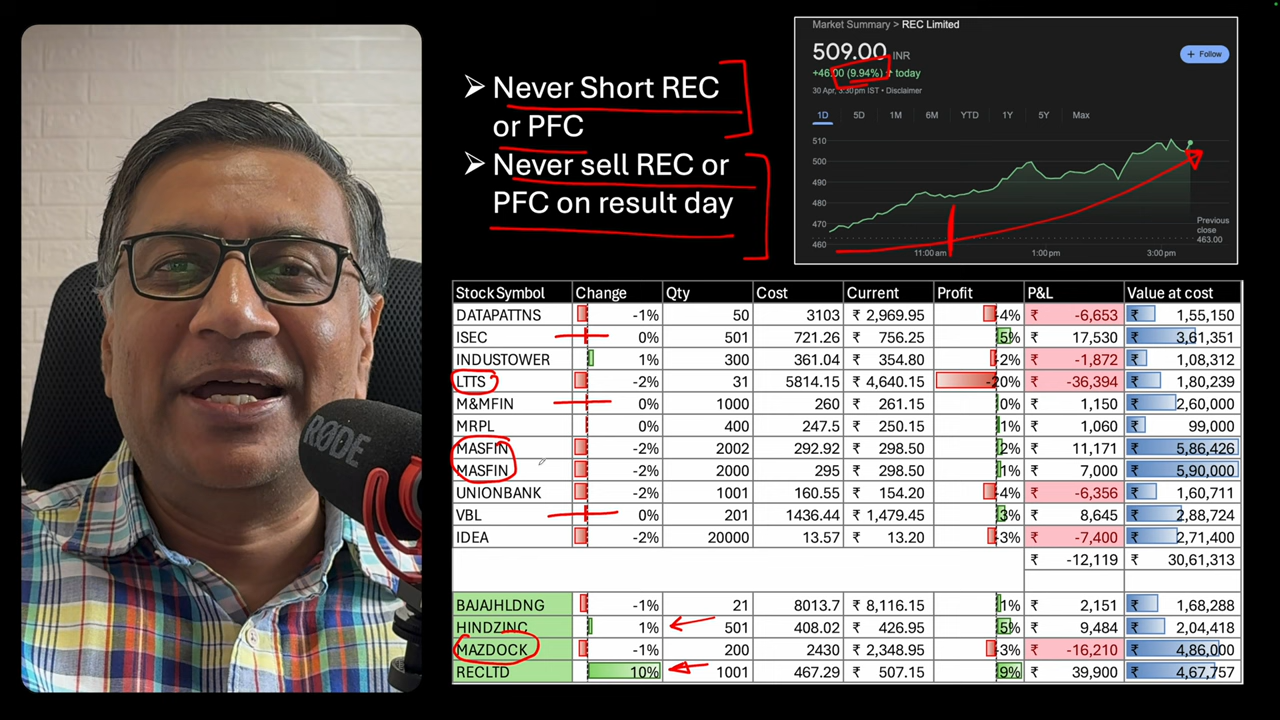 Never Short REC
or PFC
Never sell REC or
PFC on result day
Market Summary > REC Limited
509.00 INR
+ Follow
+46.00 (9.94%) today
30 Apr, 3:30 pm IST • Disclaimer
1D 5D 1M 6M YTD 1Y 5Y Max
510
500
490
480
470
460
Previous
close
463.00
11:00 am 1:00 pm 3:00 pm
RØDE
Stock Symbol Change Qty Cost Current Profit P&L Value at cost
DATAPATTNS -1% 50 3103 ₹ 2,969.95 -4% ₹ -6,653 ₹ 1,55,150
ISEC 0% 501 721.26 ₹ 756.25 5% ₹ 17,530 ₹ 3,61,351
INDUSTOWER 1% 300 361.04 ₹ 354.80 -2% ₹ -1,872 ₹ 1,08,312
LTTS -2% 31 5814.15 ₹ 4,640.15 -20% ₹ -36,394 ₹ 1,80,239
M&MFIN 0% 1000 260 ₹ 261.15 0% ₹ 1,150 ₹ 2,60,000
MRPL 0% 400 247.5 ₹ 250.15 1% ₹ 1,060 ₹ 99,000
MASFIN -2% 2002 292.92 ₹ 298.50 2% ₹ 11,171 ₹ 5,86,426
MASFIN -2% 2000 295 ₹ 298.50 1% ₹ 7,000 ₹ 5,90,000
UNIONBANK -2% 1001 160.55 ₹ 154.20 -4% ₹ -6,356 ₹ 1,60,711
VBL 0% 201 1436.44 ₹ 1,479.45 3% ₹ 8,645 ₹ 2,88,724
IDEA -2% 20000 13.57 ₹ 13.20 -3% ₹ -7,400 ₹ 2,71,400
₹ -12,119 ₹ 30,61,313
BAJAJHLDNG -1% 21 8013.7 ₹ 8,116.15 1% ₹ 2,151 ₹ 1,68,288
HINDZINC 1% 501 408.02 ₹ 426.95 5% ₹ 9,484 ₹ 2,04,418
MAZDOCK -1% 200 2430 ₹ 2,348.95 -3% ₹ -16,210 ₹ 4,86,000
RECLTD 10% 1001 467.29 ₹ 507.15 9% ₹ 39,900 ₹ 4,67,757